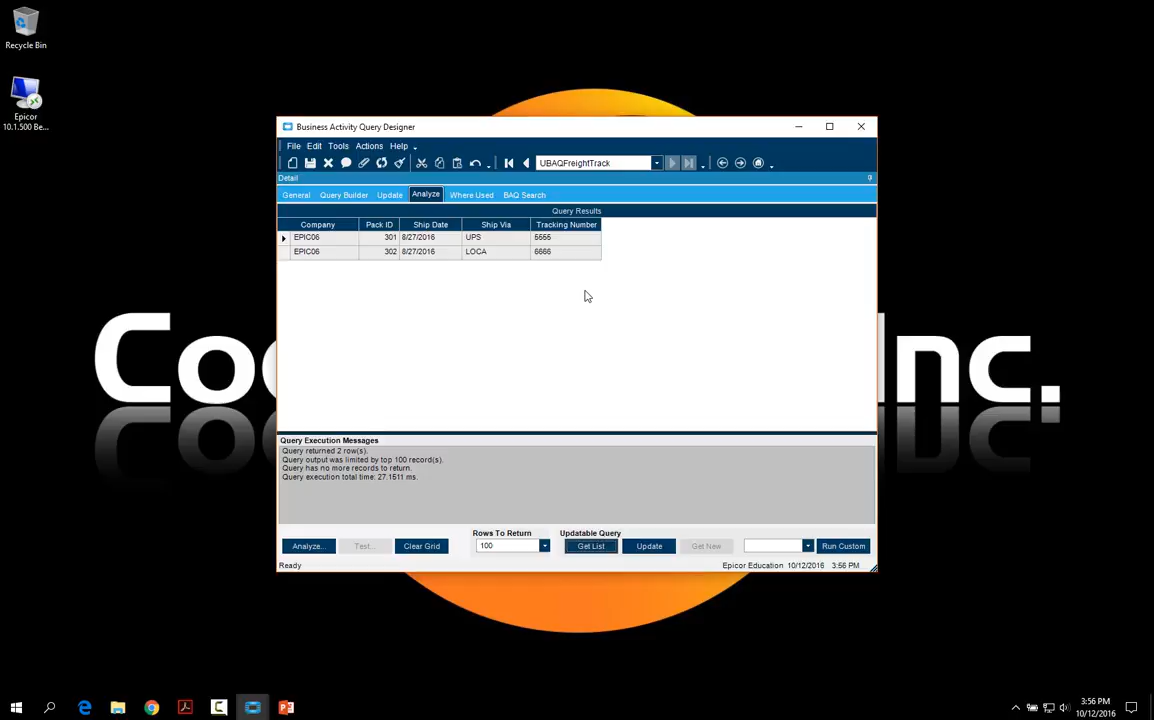 Recycle Bin
Epicor
10.1.500 Be...
Business Activity Query Designer
File Edit Tools Actions Help
UBAQFreightTrack
Detail
General Query Builder Update Analyze Where Used BAQ Search
Query Results
Company Pack ID Ship Date Ship Via Tracking Number
EPIC06 301 8/27/2016 UPS 5555
EPIC06 302 8/27/2016 LOCA 6666
Inc.
Query Execution Messages
Query returned 2 row(s).
Query output was limited by top 100 record(s).
Query has no more records to return.
Query execution total time: 27.1511 ms.
Rows To Return Updatable Query
Analyze... Test... Clear Grid 100 Get List Update Get New Run Custom
Ready Epicor Education 10/12/2016 3:56 PM
3:56 PM
10/12/2016